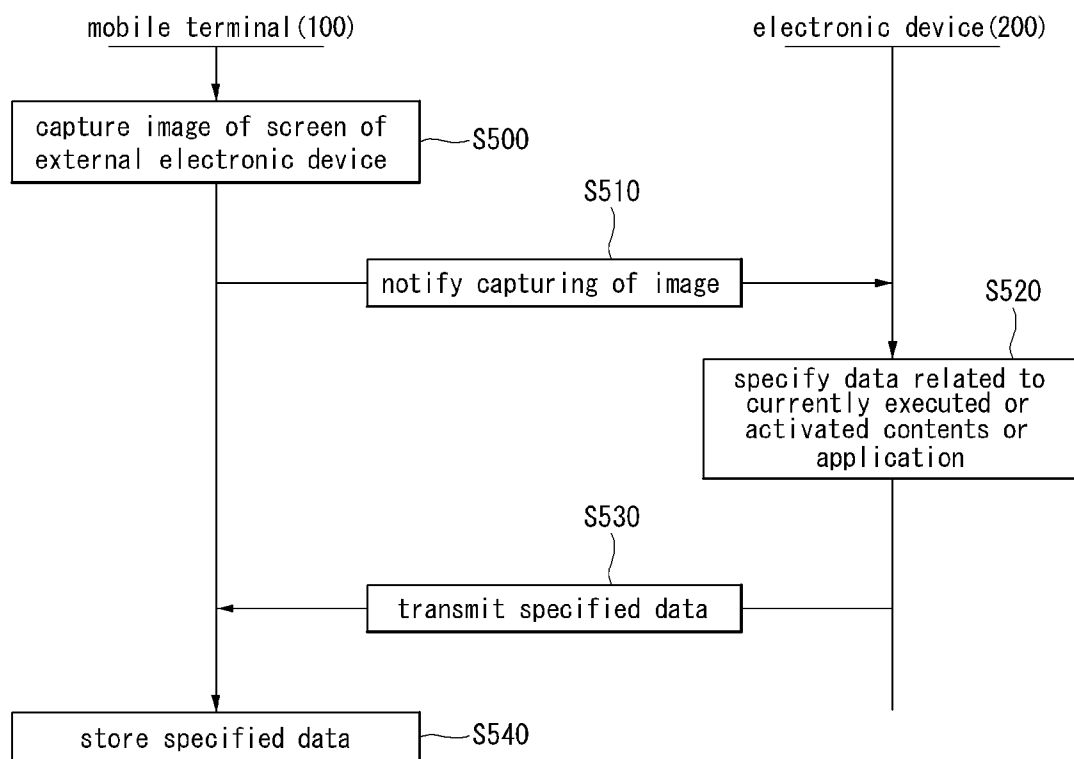 mobile terminal(100)
electronic device(200)
capture image of screen of
external electronic device
S500
S510
notify capturing of image
S520
specify data related to
currently executed or
activated contents or
application
S530
transmit specified data
store specified data
S540